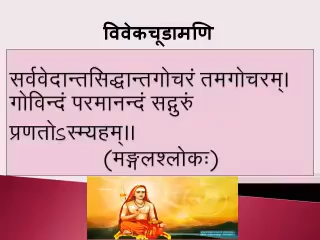 विवेकचूडामणि
सर्ववेदान्तसिद्धान्तगोचरं तमगोचरम्।
गोविन्दं परमानन्दं सद्गुरुं
प्रणतोऽस्म्यहम्॥
(मङ्गलश्लोकः)